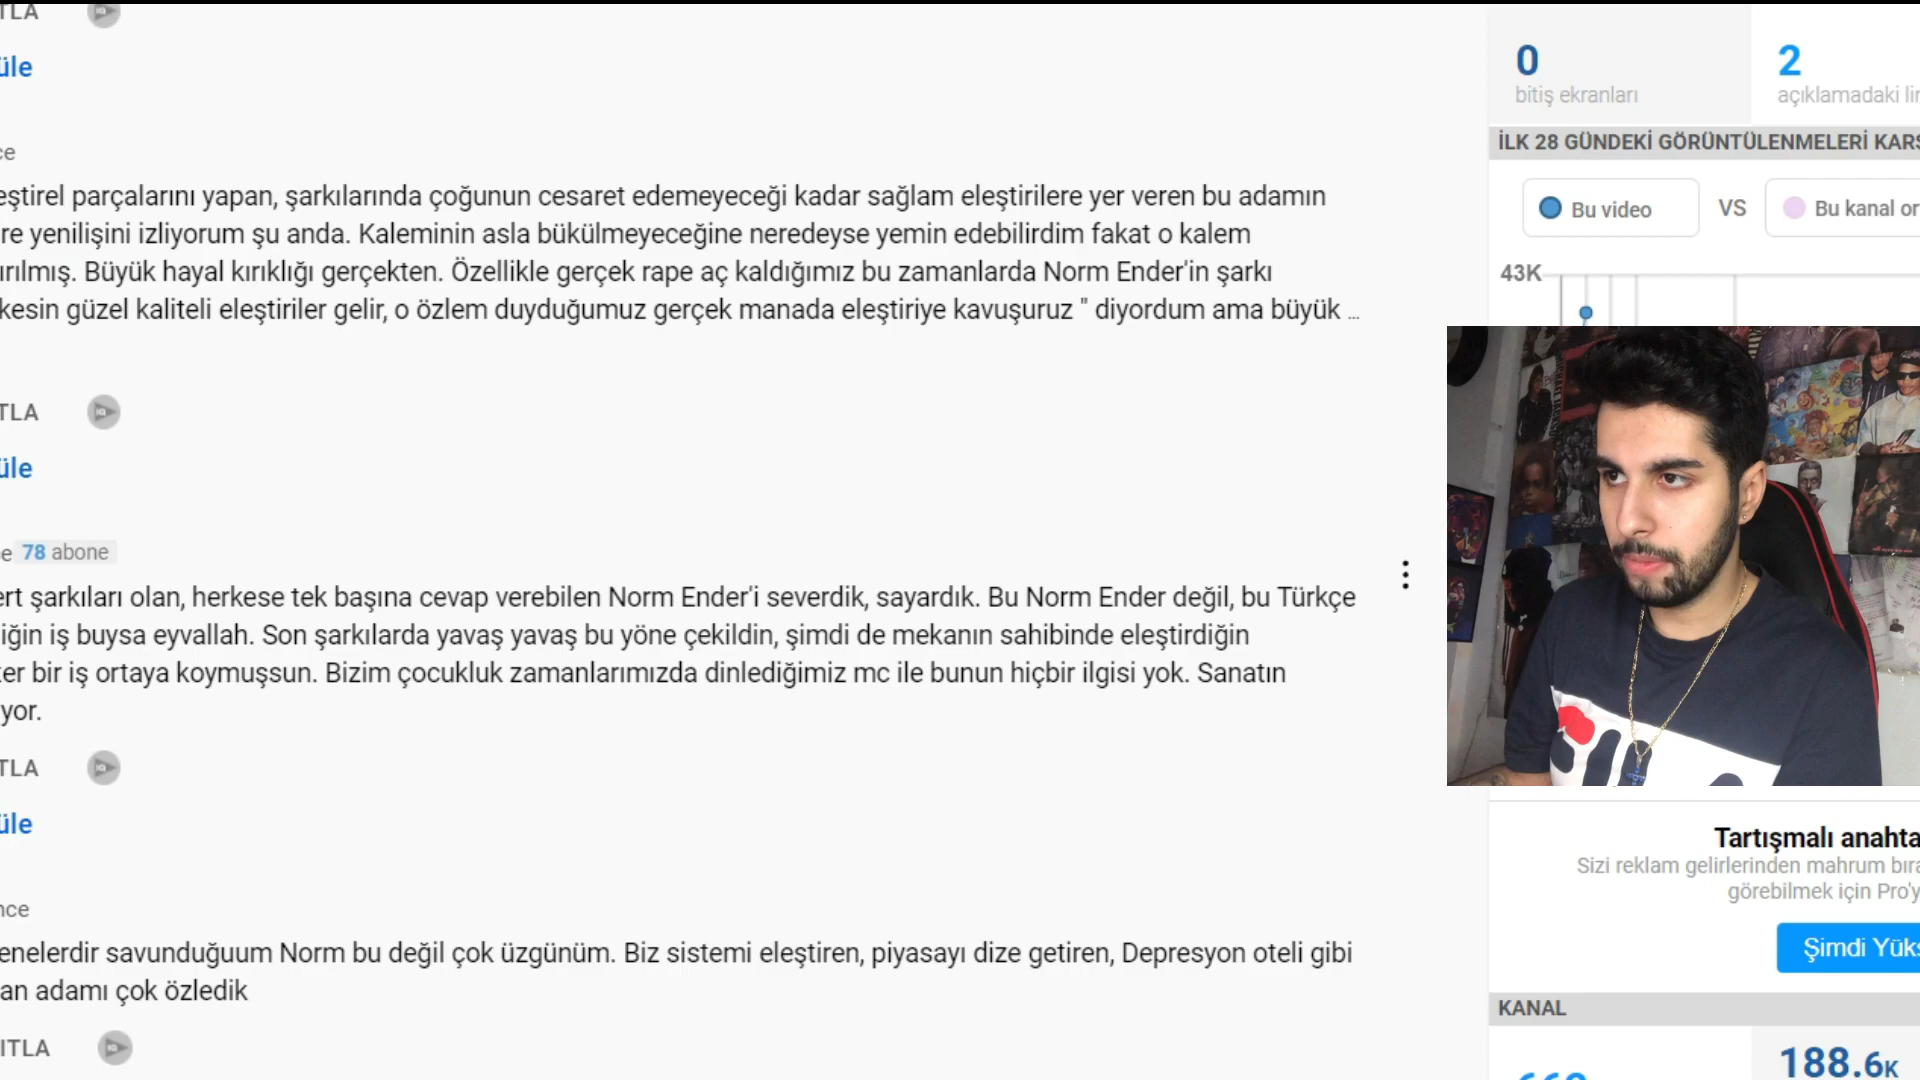 TLA
üle
ce
eştirel parçalarını yapan, şarkılarında çoğunun cesaret edemeyeceği kadar sağlam eleştirilere yer veren bu adamın
re yenilişini izliyorum şu anda. Kaleminin asla bükülmeyeceğine neredeyse yemin edebilirdim fakat o kalem
ırılmış. Büyük hayal kırıklığı gerçekten. Özellikle gerçek rape aç kaldığımız bu zamanlarda Norm Ender'in şarkı
kesin güzel kaliteli eleştiriler gelir, o özlem duyduğumuz gerçek manada eleştiriye kavuşuruz " diyordum ama büyük ...
TLA
üle
e 78 abone
ert şarkıları olan, herkese tek başına cevap verebilen Norm Ender'i severdik, sayardık. Bu Norm Ender değil, bu Türkçe
iğin iş buysa eyvallah. Son şarkılarda yavaş yavaş bu yöne çekildin, şimdi de mekanın sahibinde eleştirdiğin
er bir iş ortaya koymuşsun. Bizim çocukluk zamanlarımızda dinlediğimiz mc ile bunun hiçbir ilgisi yok. Sanatın
yor.
TLA
üle
nce
enelerdir savunduğuum Norm bu değil çok üzgünüm. Biz sistemi eleştiren, piyasayı dize getiren, Depresyon oteli gibi
an adamı çok özledik
ITLA
0
bitiş ekranları
2
açıklamadaki lin
İLK 28 GÜNDEKİ GÖRÜNTÜLENMELERİ KARŞ
Bu video VS Bu kanal or
43K
Tartışmalı anahta
Sizi reklam gelirlerinden mahrum bıra
görebilmek için Pro'y
Şimdi Yüks
KANAL
188.6K